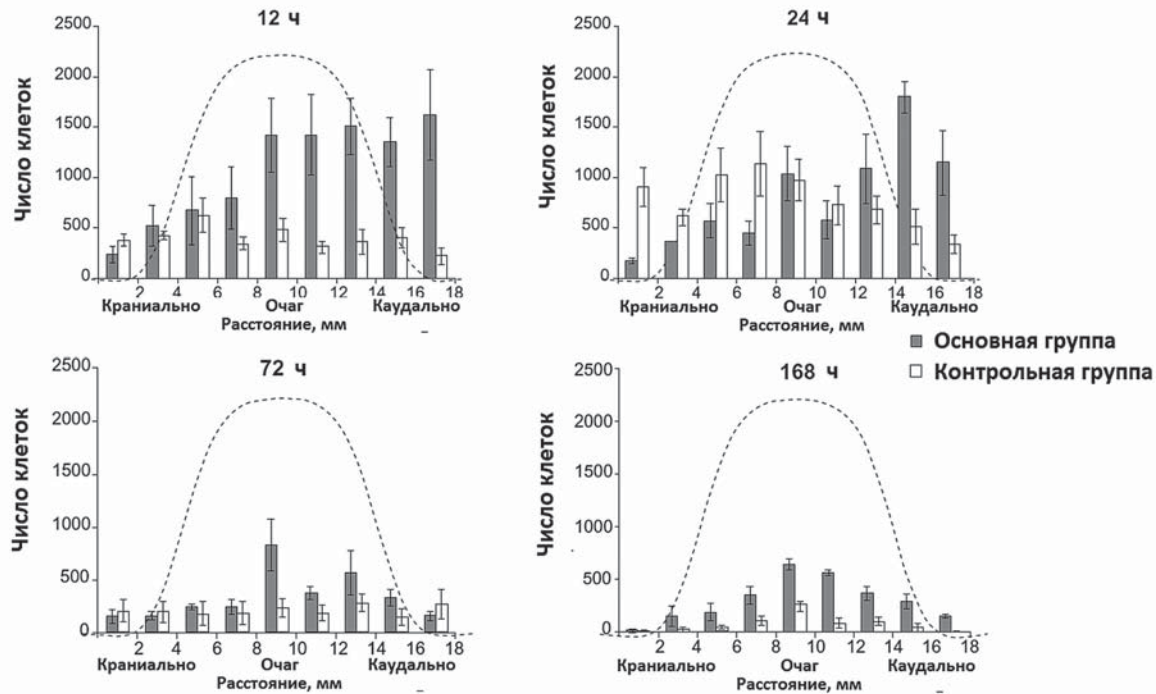 12 ч
Число клеток
2500
2000
1500
1000
500
0
2 4 6 8 10 12 14 16 18
Краниально Очаг Каудально
Расстояние, мм
24 ч
Число клеток
2500
2000
1500
1000
500
0
2 4 6 8 10 12 14 16 18
Краниально Очаг Каудально
Расстояние, мм
Основная группа
Контрольная группа
72 ч
Число клеток
2500
2000
1500
1000
500
0
2 4 6 8 10 12 14 16 18
Краниально Очаг Каудально
Расстояние, мм
168 ч
Число клеток
2500
2000
1500
1000
500
0
2 4 6 8 10 12 14 16 18
Краниально Очаг Каудально
Расстояние, мм